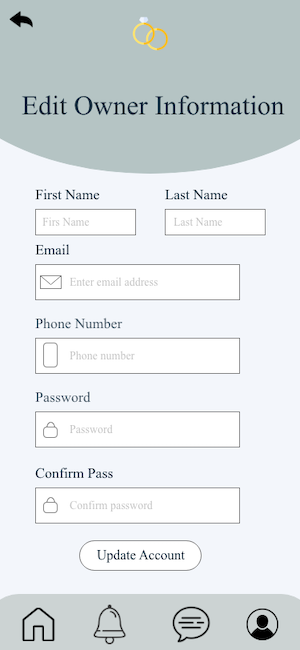 Edit Owner Information
First Name Last Name
Firs Name Last Name
Email
Enter email address
Phone Number
Phone number
Password
Password
Confirm Pass
Confirm password
Update Account